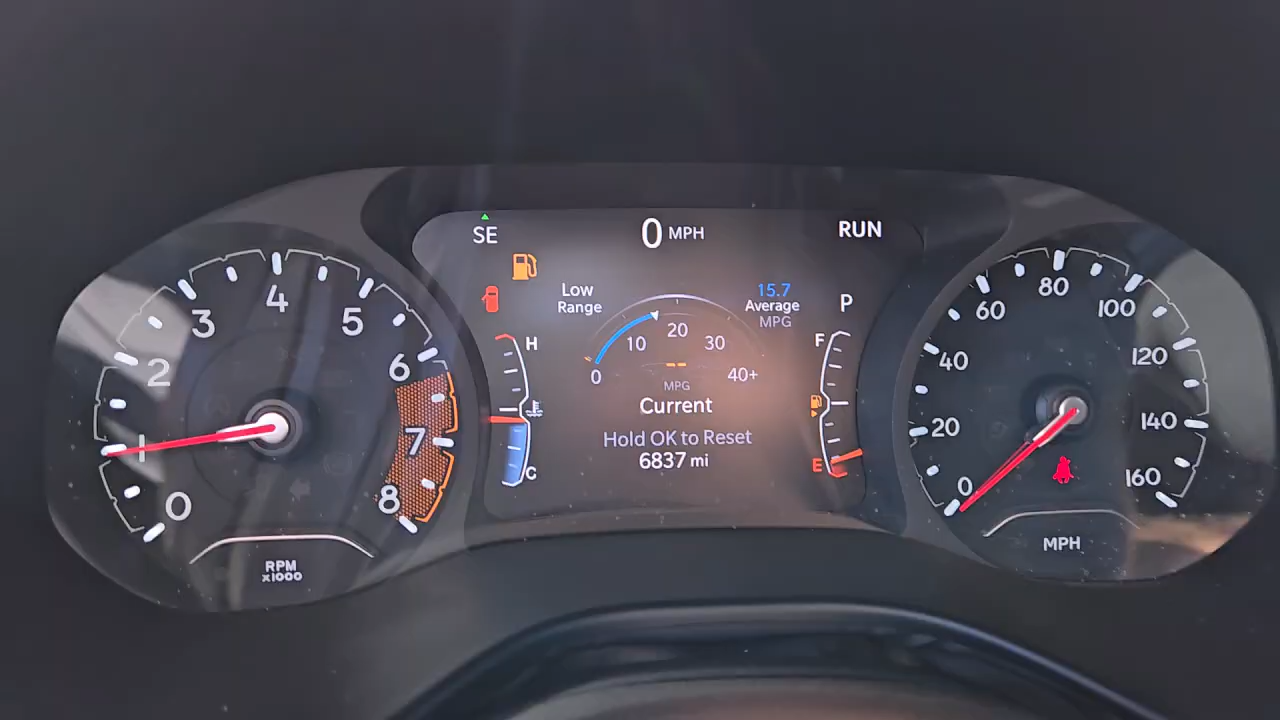 SE
0 MPH
RUN
Low
Range
15.7
Average
MPG
P
0
10
20
30
40+
--
MPG
Current
Hold OK to Reset
6837 mi
H
C
F
E
0
1
2
3
4
5
6
7
8
RPM
x1000
0
20
40
60
80
100
120
140
160
MPH